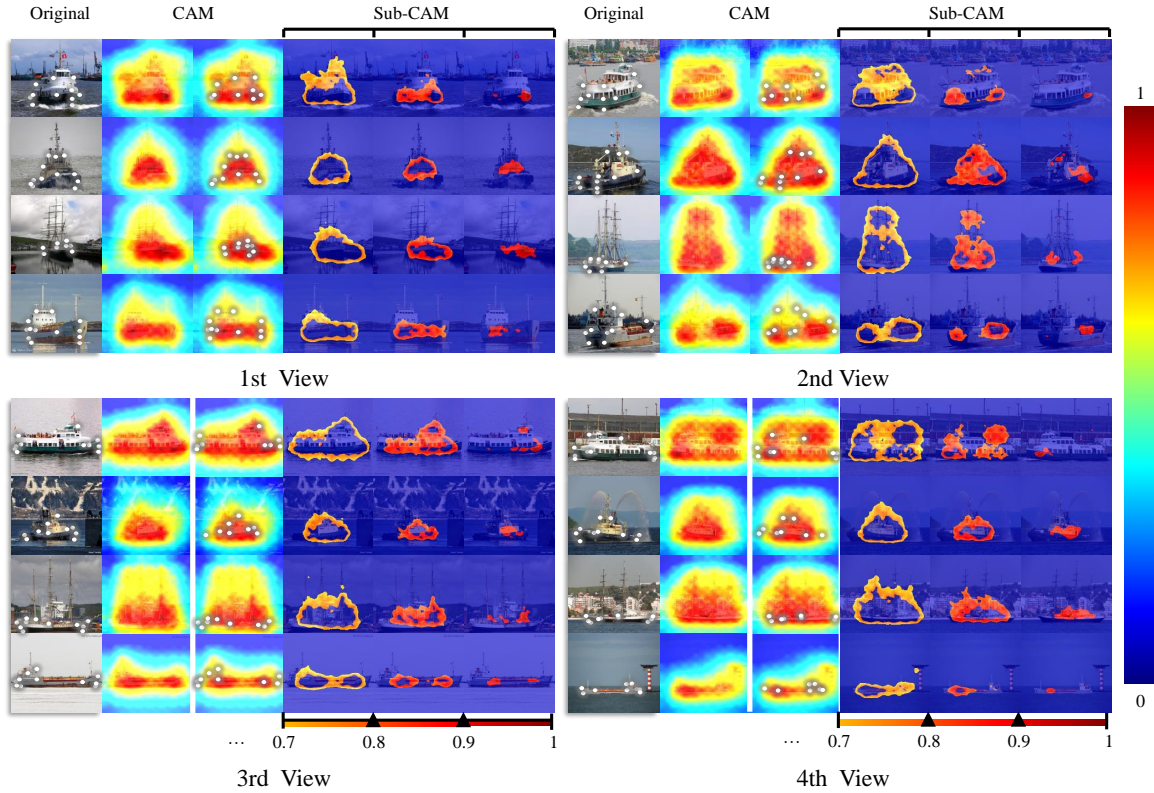 Original CAM Sub-CAM Original CAM Sub-CAM
1st View 2nd View
1
0
... 0.7 0.8 0.9 1 ... 0.7 0.8 0.9 1
3rd View 4th View